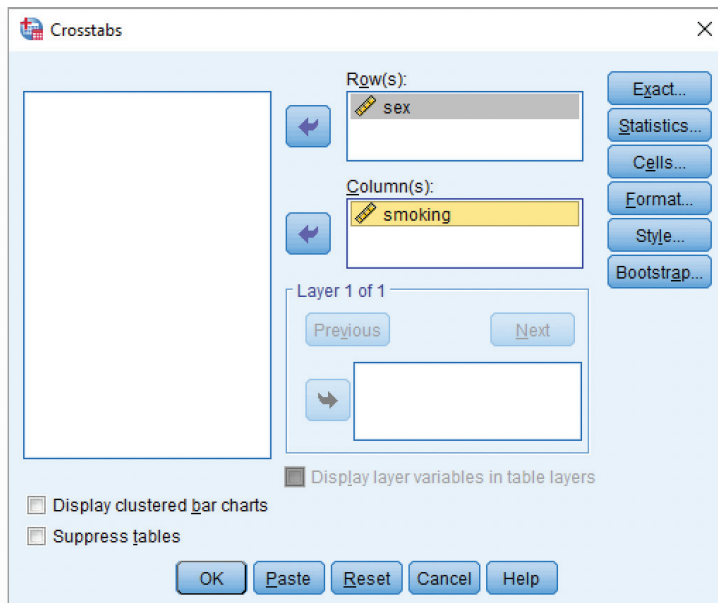 Crosstabs
Row(s):
sex
Column(s):
smoking
Exact...
Statistics...
Cells...
Format...
Style...
Bootstrap...
Layer 1 of 1
Previous
Next
Display layer variables in table layers
Display clustered bar charts
Suppress tables
OK
Paste
Reset
Cancel
Help